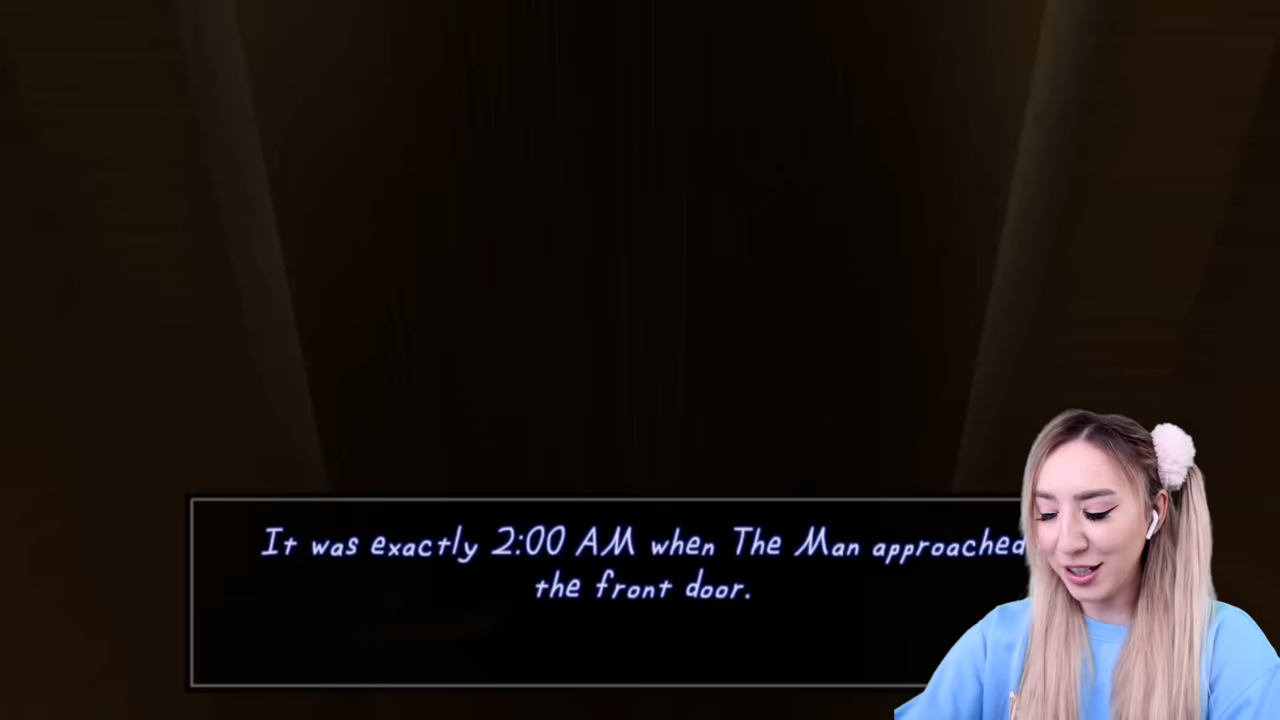 It was exactly 2:00 AM when The Man approached
the front door.